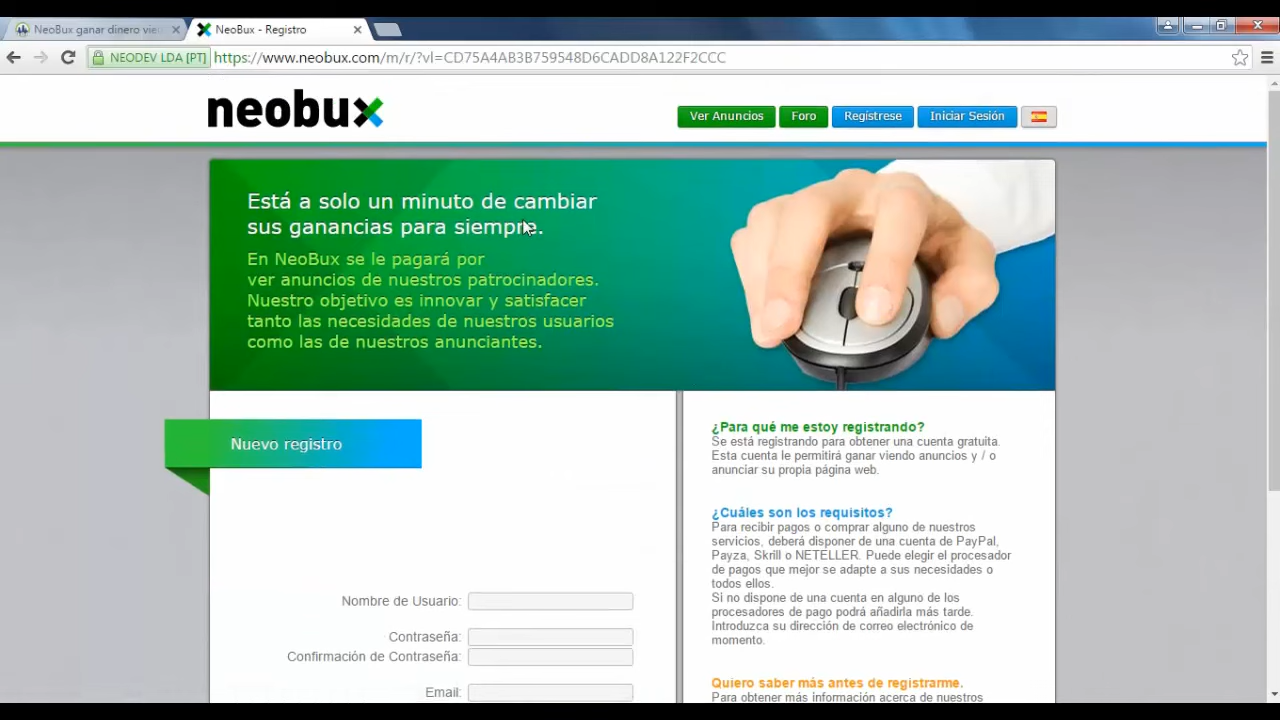 NeoBux ganar dinero vie
NeoBux - Registro
NEODEV LDA [PT]
https://www.neobux.com/m/r/?vl=CD75A4AB3B759548D6CADD8A122F2CCC
neobux
Ver Anuncios
Foro
Regístrese
Iniciar Sesión
Está a solo un minuto de cambiar
sus ganancias para siempre.
En NeoBux se le pagará por
ver anuncios de nuestros patrocinadores.
Nuestro objetivo es innovar y satisfacer
tanto las necesidades de nuestros usuarios
como las de nuestros anunciantes.
Nuevo registro
Nombre de Usuario:
Contraseña:
Confirmación de Contraseña:
Email:
¿Para qué me estoy registrando?
Se está registrando para obtener una cuenta gratuita.
Esta cuenta le permitirá ganar viendo anuncios y / o
anunciar su propia página web.
¿Cuáles son los requisitos?
Para recibir pagos o comprar alguno de nuestros
servicios, deberá disponer de una cuenta de PayPal,
Payza, Skrill o NETELLER. Puede elegir el procesador
de pagos que mejor se adapte a sus necesidades o
todos ellos.
Si no dispone de una cuenta en alguno de los
procesadores de pago podrá añadirla más tarde.
Introduzca su dirección de correo electrónico de
momento.
Quiero saber más antes de registrarme.
Para obtener más información acerca de nuestros